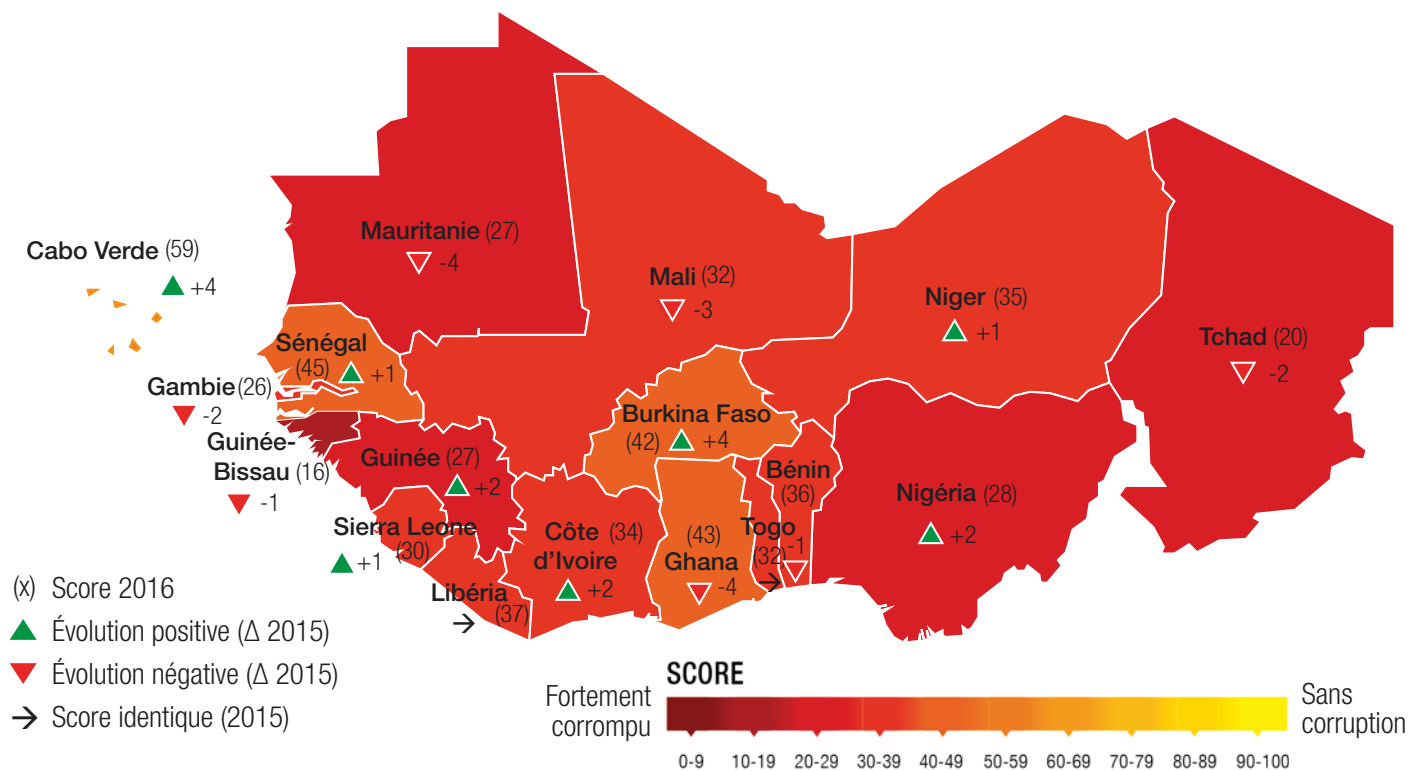 Mauritanie (27)
-4
Cabo Verde (59)
+4
Mali (32)
-3
Niger (35)
+1
Tchad (20)
-2
Sénégal
(45)
+1
Gambie (26)
-2
Guinée-
Bissau (16)
-1
Guinée (27)
+2
Burkina Faso
(42)
+4
Bénin
(36)
-1
Nigéria (28)
+2
Sierra Leone
(30)
+1
Côte (34)
d'Ivoire
+2
(43)
Ghana
-4
Togo
(32)
→
Libéria
(37)
→
(x) Score 2016
Évolution positive (Δ 2015)
Évolution négative (Δ 2015)
→ Score identique (2015)
SCORE
Fortement
corrompu
Sans
corruption
0-9 10-19 20-29 30-39 40-49 50-59 60-69 70-79 80-89 90-100